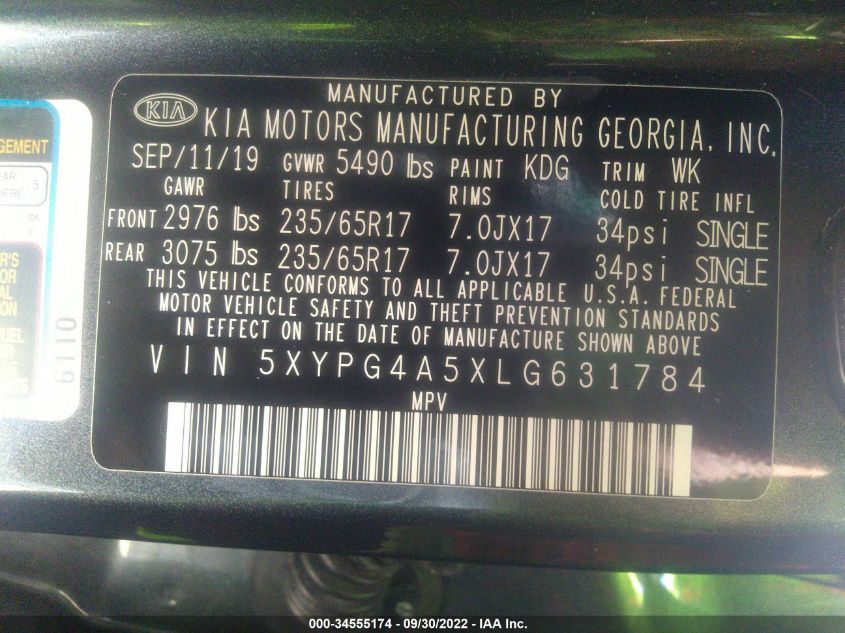 MANUFACTURED BY
KIA KIA MOTORS MANUFACTURING GEORGIA, INC.
SEP/11/19 GVWR 5490 lbs PAINT KDG TRIM WK
GAWR TIRES RIMS COLD TIRE INFL
FRONT 2976 lbs 235/65R17 7.0JX17 34psi SINGLE
REAR 3075 lbs 235/65R17 7.0JX17 34psi SINGLE
THIS VEHICLE CONFORMS TO ALL APPLICABLE U.S.A. FEDERAL
MOTOR VEHICLE SAFETY AND THEFT PREVENTION STANDARDS
IN EFFECT ON THE DATE OF MANUFACTURE SHOWN ABOVE
VIN 5XYPG4A5XLG631784
MPV
6110
000-34555174 - 09/30/2022 - IAA Inc.